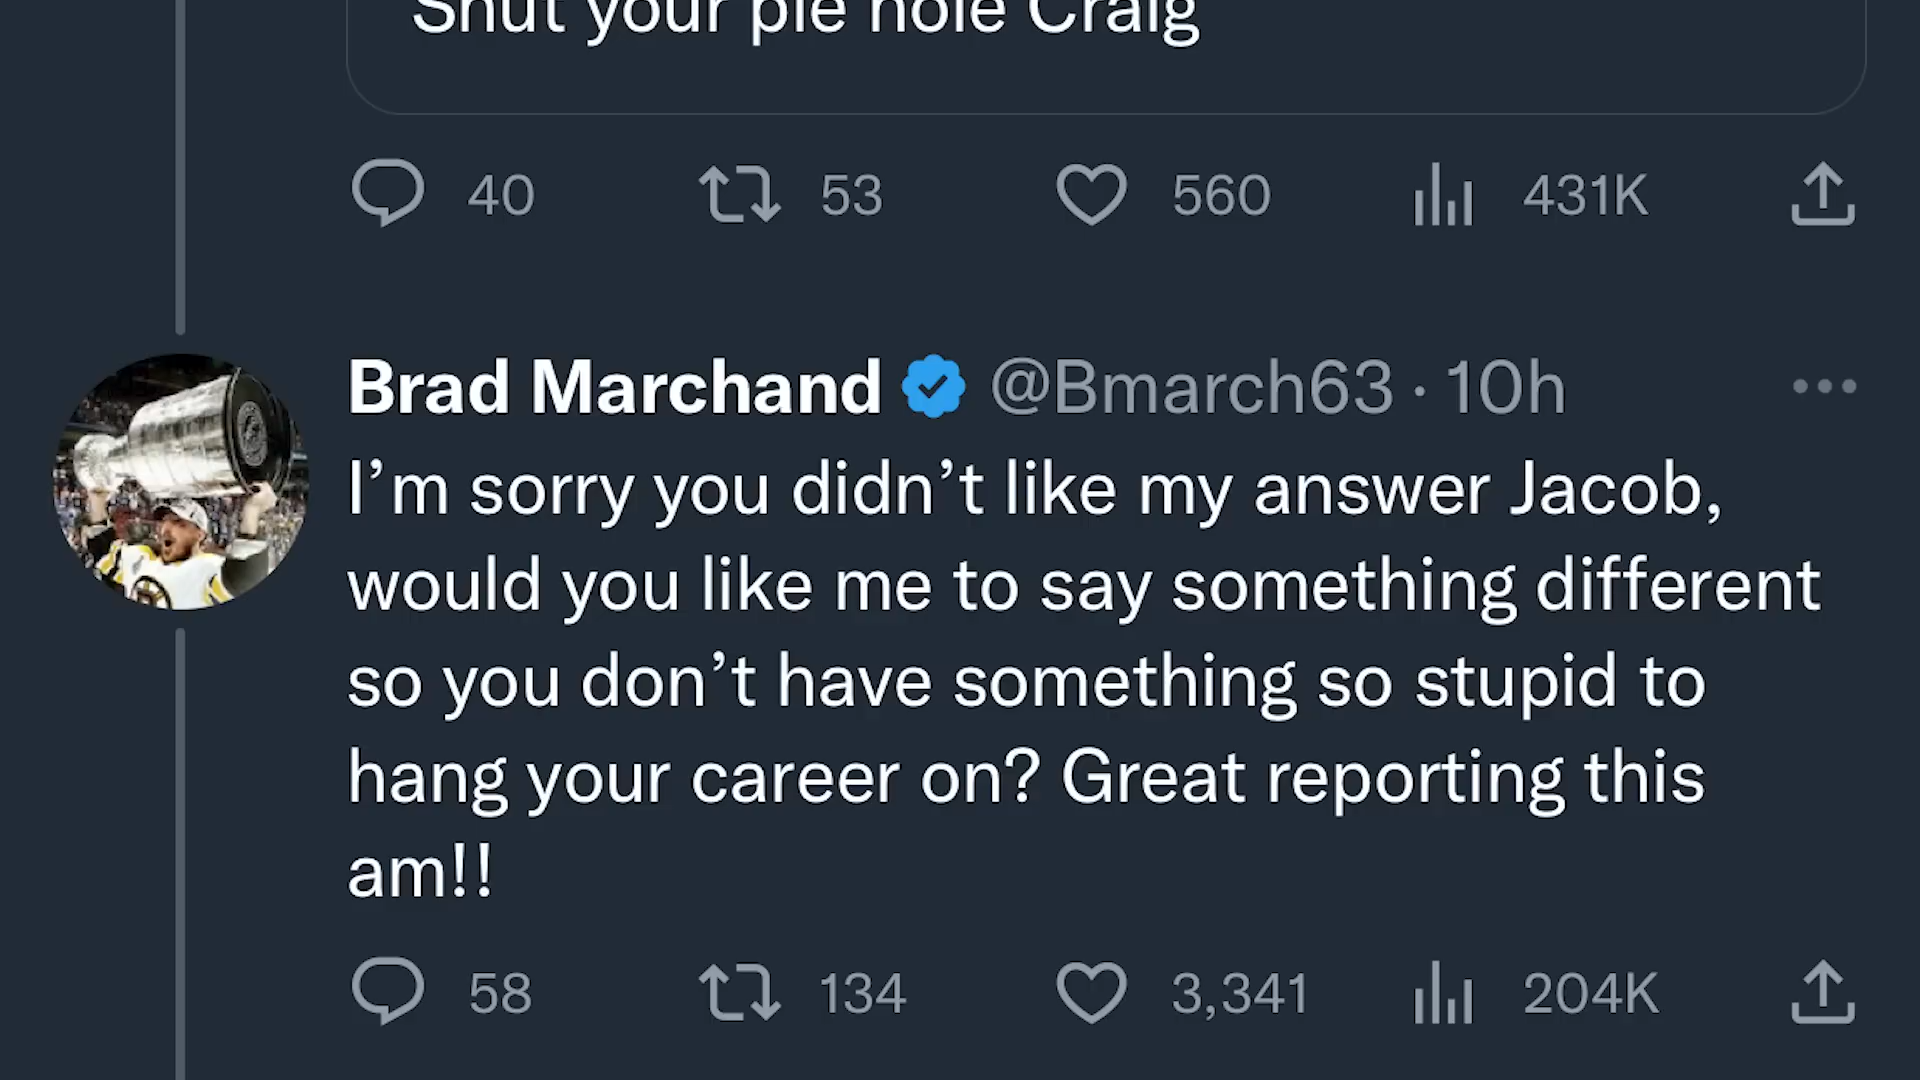 Shut your pie hole Craig
40 53 560 431K
Brad Marchand @Bmarch63 · 10h
I’m sorry you didn’t like my answer Jacob,
would you like me to say something different
so you don’t have something so stupid to
hang your career on? Great reporting this
am!!
58 134 3,341 204K